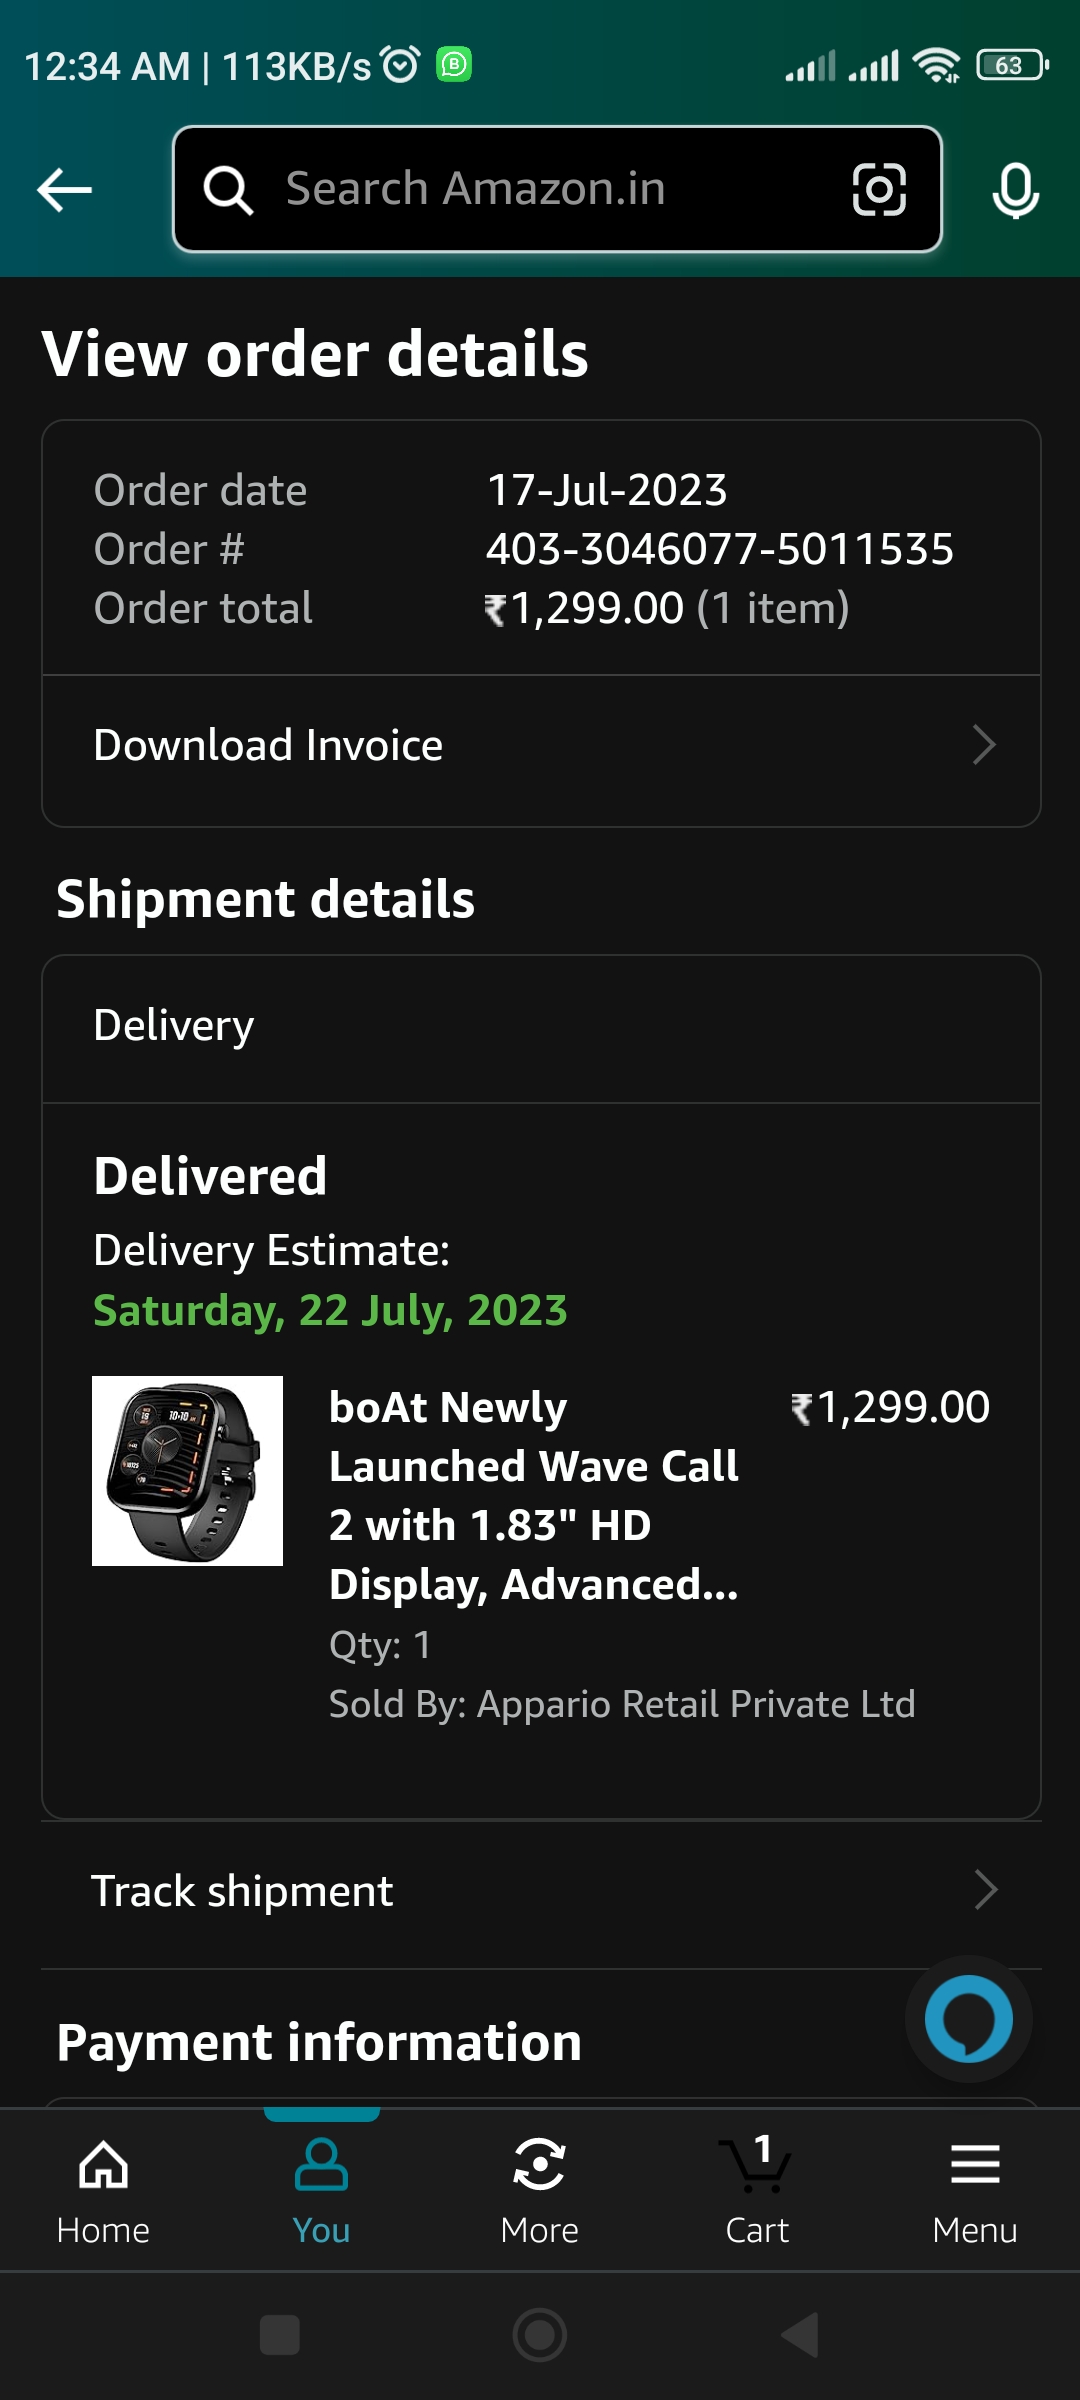 12:34 AM | 113KB/s
63
Search Amazon.in
View order details
Order date 17-Jul-2023
Order # 403-3046077-5011535
Order total ₹1,299.00 (1 item)
Download Invoice
Shipment details
Delivery
Delivered
Delivery Estimate:
Saturday, 22 July, 2023
boAt Newly ₹1,299.00
Launched Wave Call
2 with 1.83" HD
Display, Advanced...
Qty: 1
Sold By: Appario Retail Private Ltd
Track shipment
Payment information
1
Home You More Cart Menu